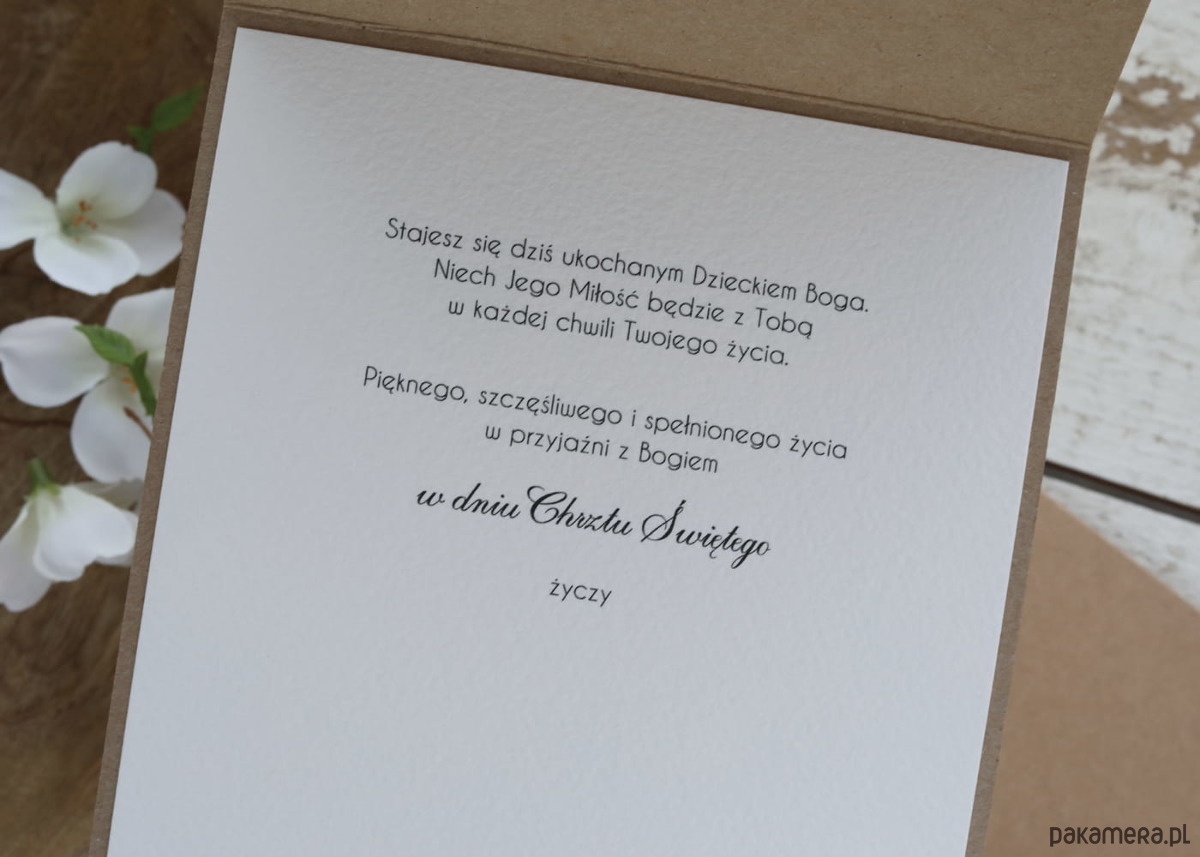 Stajesz się dziś ukochanym Dzieckiem Boga.
Niech Jego Miłość będzie z Tobą
w każdej chwili Twojego życia.
Pięknego, szczęśliwego i spełnionego życia
w przyjaźni z Bogiem
w dniu Chrztu Świętego
życzy
pakamera.pl